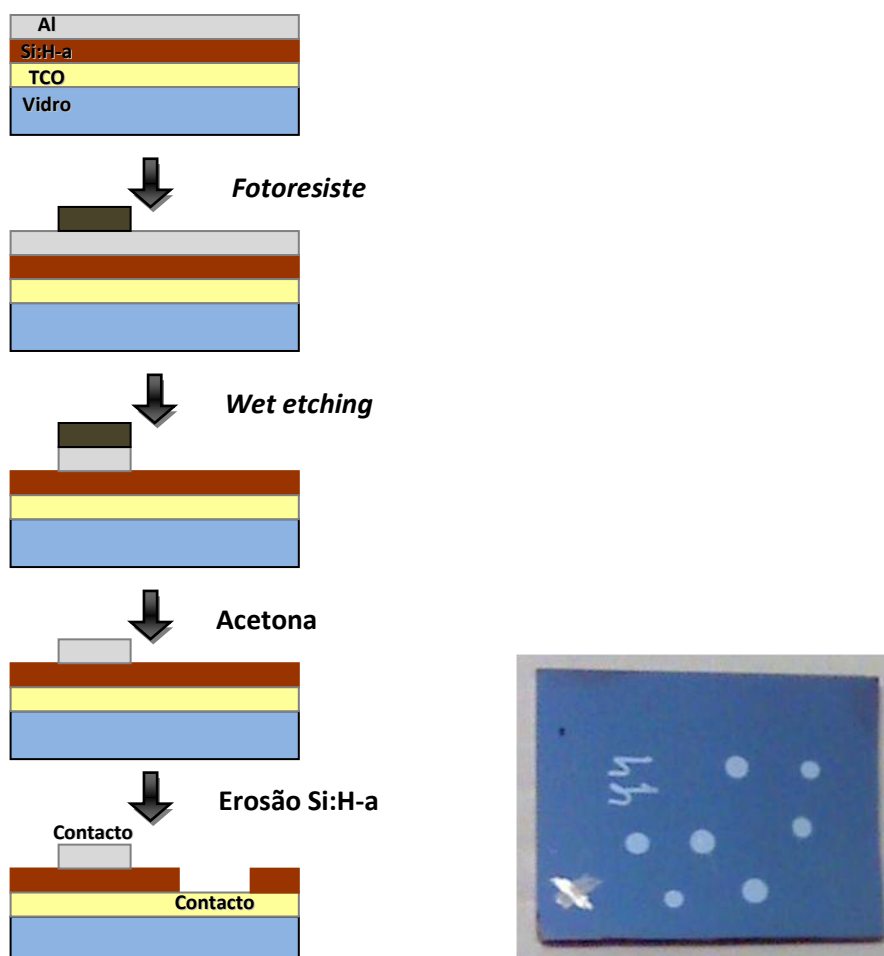 Al
Si:H-a
TCO
Vidro
Fotoresiste
Wet etching
Acetona
Erosão Si:H-a
Contacto
Contacto